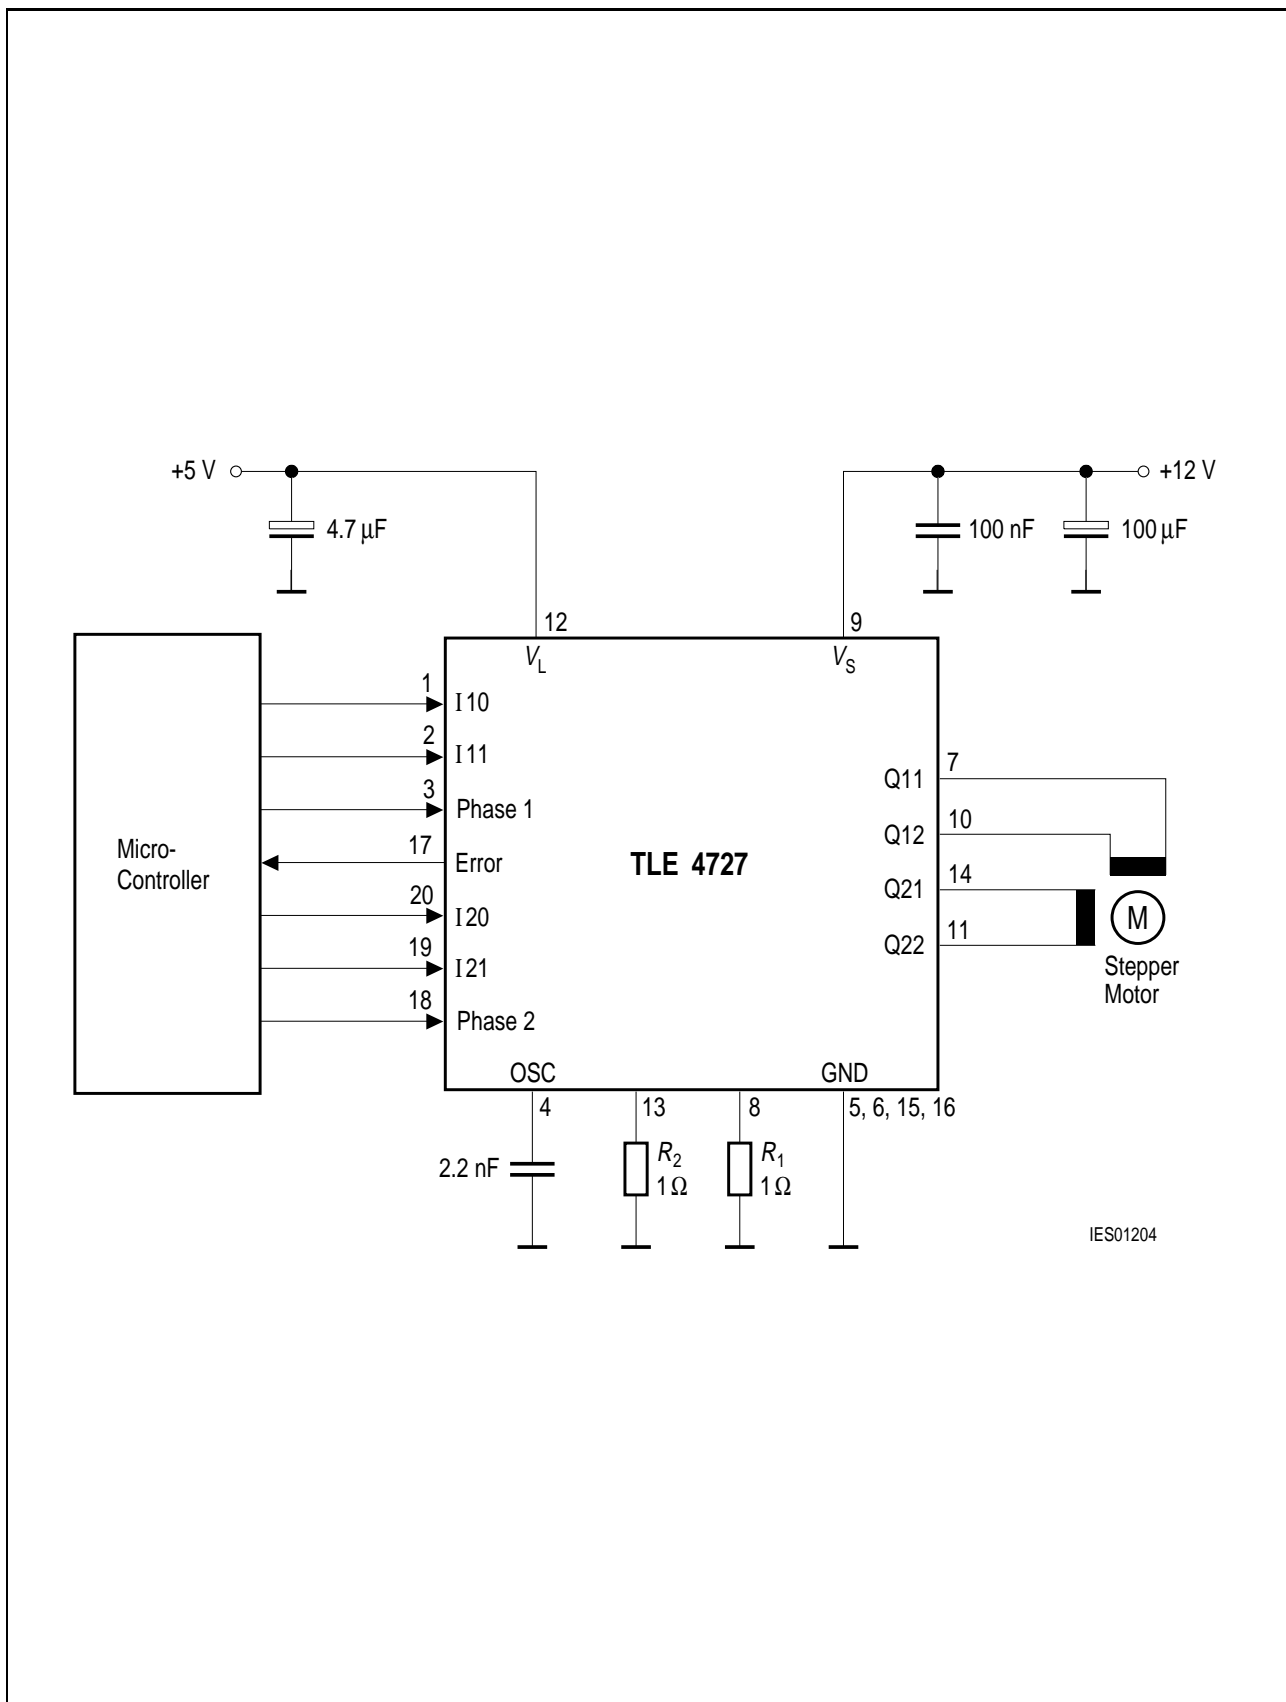 +5 V
+12 V
4.7 µF
100 nF
100 µF
12
9
V_L
V_S
1
I10
2
I11
3
Phase 1
17
Error
20
I20
19
I21
18
Phase 2
Micro-
Controller
TLE 4727
Q11
7
Q12
10
Q21
14
Q22
11
M
Stepper
Motor
OSC
GND
4
13
8
5, 6, 15, 16
2.2 nF
R_2
1 Ω
R_1
1 Ω
IES01204